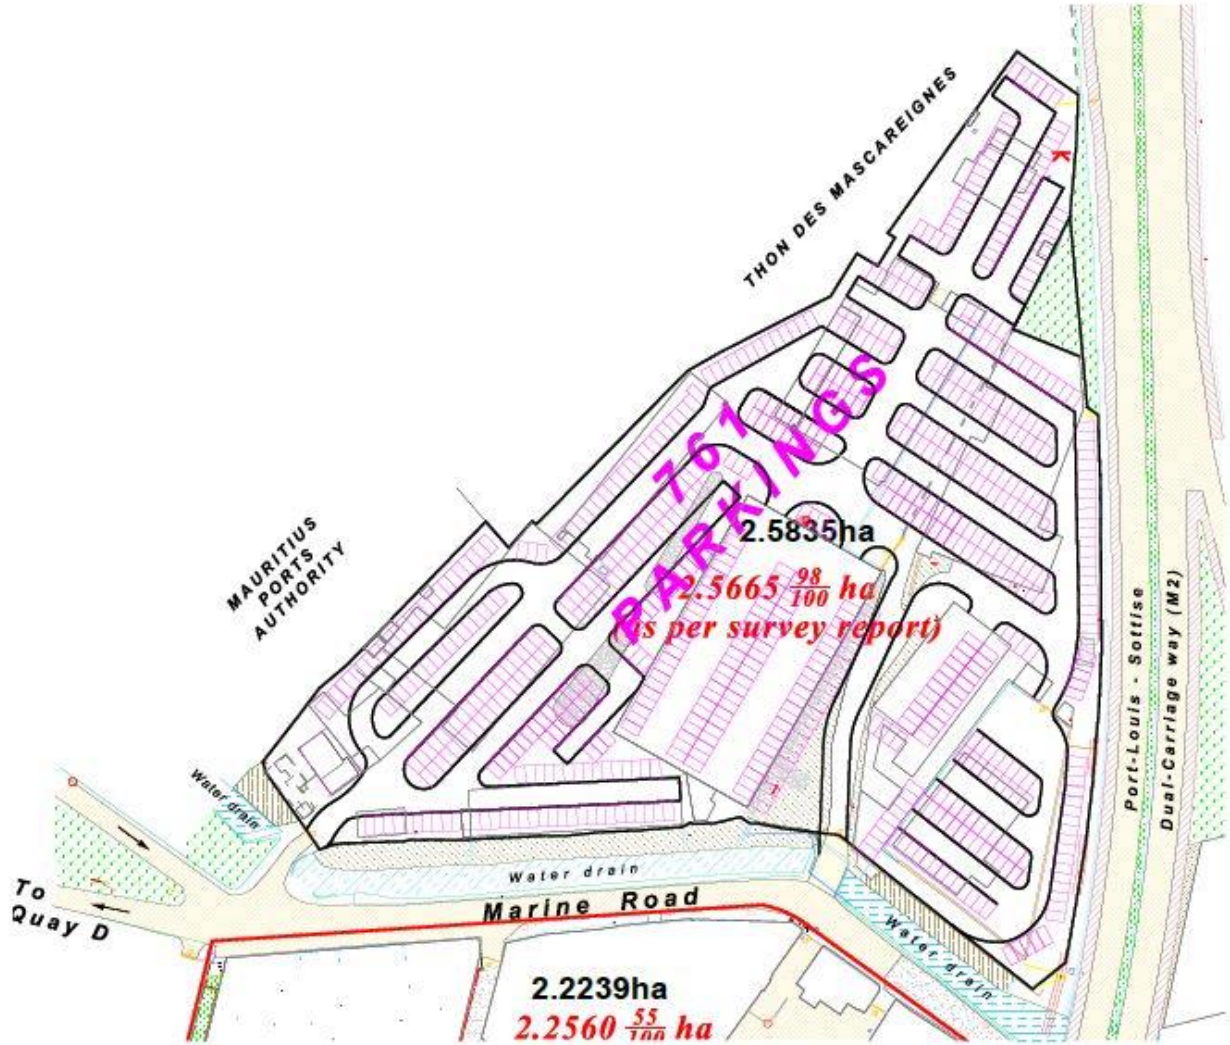 THON DES MASCAREIGNES
K
761
PARKINGS
2.5835ha
2.5665 98/100 ha
is per survey report)
MAURITIUS
PORTS
AUTHORITY
Port-Louis - Sottise
Dual-Carriage way (M2)
Water drain
Water drain
Marine Road
Water drain
To
Quay D
2.2239ha
2.2560 55/100 ha